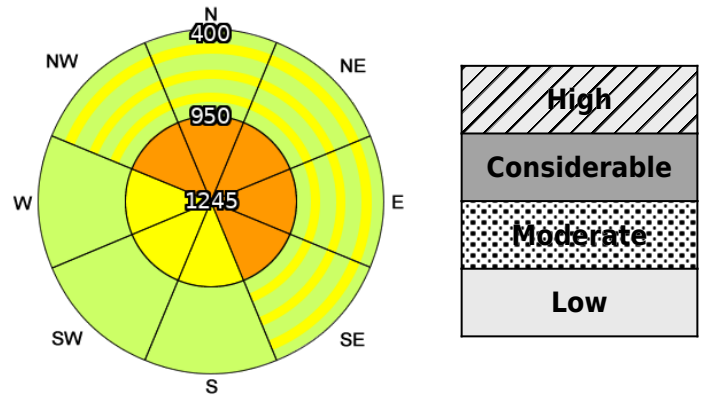 N
400
NW
NE
950
High
Considerable
W
1245
E
Moderate
Low
SW
SE
S